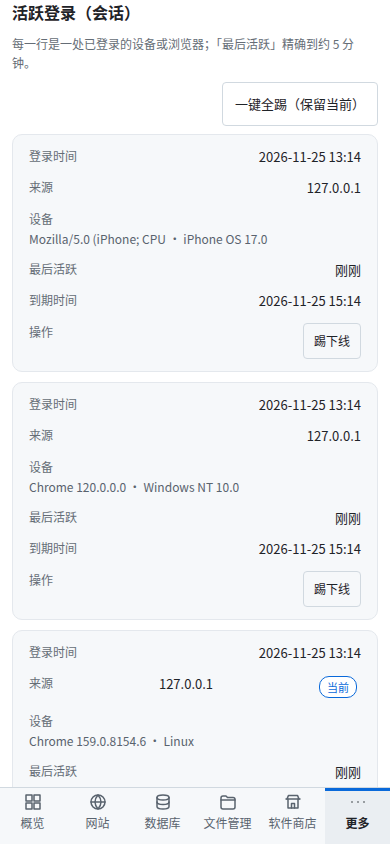 活跃登录（会话）
每一行是一处已登录的设备或浏览器；「最后活跃」精确到约 5 分
钟。
一键全踢（保留当前）
登录时间 2026-11-25 13:14
来源 127.0.0.1
设备
Mozilla/5.0 (iPhone; CPU · iPhone OS 17.0
最后活跃 刚刚
到期时间 2026-11-25 15:14
操作 踢下线
登录时间 2026-11-25 13:14
来源 127.0.0.1
设备
Chrome 120.0.0.0 · Windows NT 10.0
最后活跃 刚刚
到期时间 2026-11-25 15:14
操作 踢下线
登录时间 2026-11-25 13:14
来源 127.0.0.1 当前
设备
Chrome 159.0.8154.6 · Linux
最后活跃 刚刚
概览 网站 数据库 文件管理 软件商店 更多